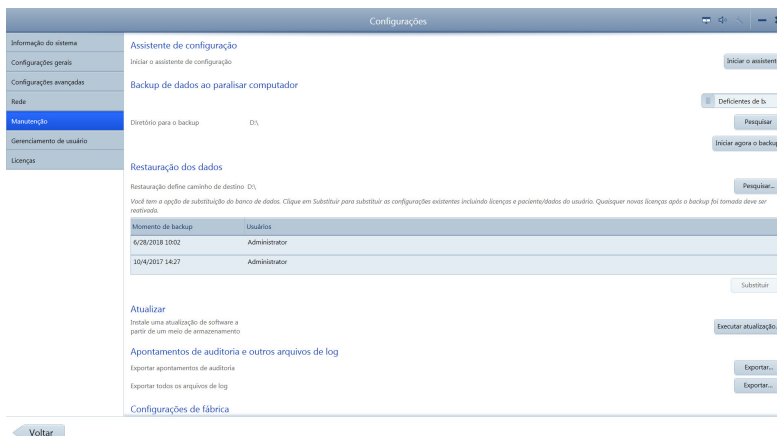 Configurações
Informação do sistema
Configurações gerais
Configurações avançadas
Rede
Manutenção
Gerenciamento de usuário
Licenças
Assistente de configuração
Iniciar o assistente de configuração
Iniciar o assistent
Backup de dados ao paralisar computador
Deficientes de b
Diretório para o backup D:\
Pesquisar
Iniciar agora o backup
Restauração dos dados
Restauração define caminho de destino D:\
Pesquisar...
Você tem a opção de substituição do banco de dados. Clique em Substituir para substituir as configurações existentes incluindo licenças e paciente/dados do usuário. Quaisquer novas licenças após o backup foi tomada deve ser
reativada.
Momento de backup Usuários
6/28/2018 10:02 Administrator
10/4/2017 14:27 Administrator
Substituir
Atualizar
Instale uma atualização de software a
partir de um meio de armazenamento
Executar atualização.
Apontamentos de auditoria e outros arquivos de log
Exportar apontamentos de auditoria
Exportar...
Exportar todos os arquivos de log
Exportar...
Configurações de fábrica
Voltar